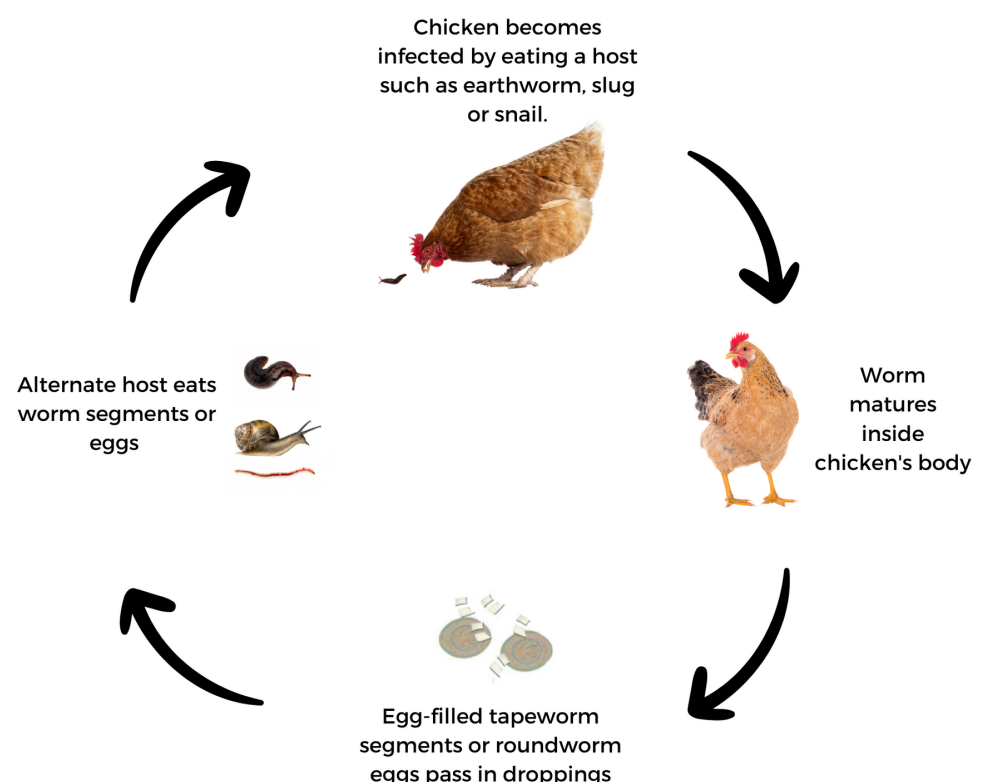 Chicken becomes
infected by eating a host
such as earthworm, slug
or snail.
Worm
matures
inside
chicken's body
Egg-filled tapeworm
segments or roundworm
eggs pass in droppings
Alternate host eats
worm segments or
eggs